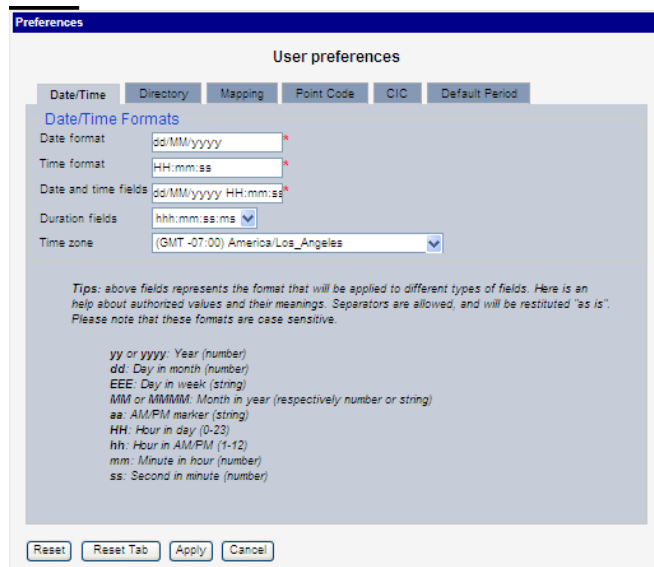 Preferences
User preferences
Date/Time Directory Mapping Point Code CIC Default Period
Date/Time Formats
Date format dd/MM/yyyy *
Time format HH:mm:ss *
Date and time fields dd/MM/yyyy HH:mm:ss *
Duration fields hhh:mm:ss:ms
Time zone (GMT -07:00) America/Los_Angeles
Tips: above fields represents the format that will be applied to different types of fields. Here is an
help about authorized values and their meanings. Separators are allowed, and will be restituted "as is".
Please note that these formats are case sensitive.
yy or yyyy: Year (number)
dd: Day in month (number)
EEE: Day in week (string)
MM or MMMM: Month in year (respectively number or string)
aa: AM/PM marker (string)
HH: Hour in day (0-23)
hh: Hour in AM/PM (1-12)
mm: Minute in hour (number)
ss: Second in minute (number)
Reset Reset Tab Apply Cancel